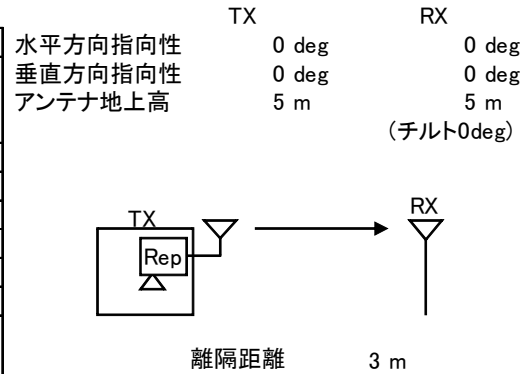 TX RX
水平方向指向性 0 deg 0 deg
垂直方向指向性 0 deg 0 deg
アンテナ地上高 5 m 5 m
(チルト0deg)
TX RX
Rep
離隔距離 3 m